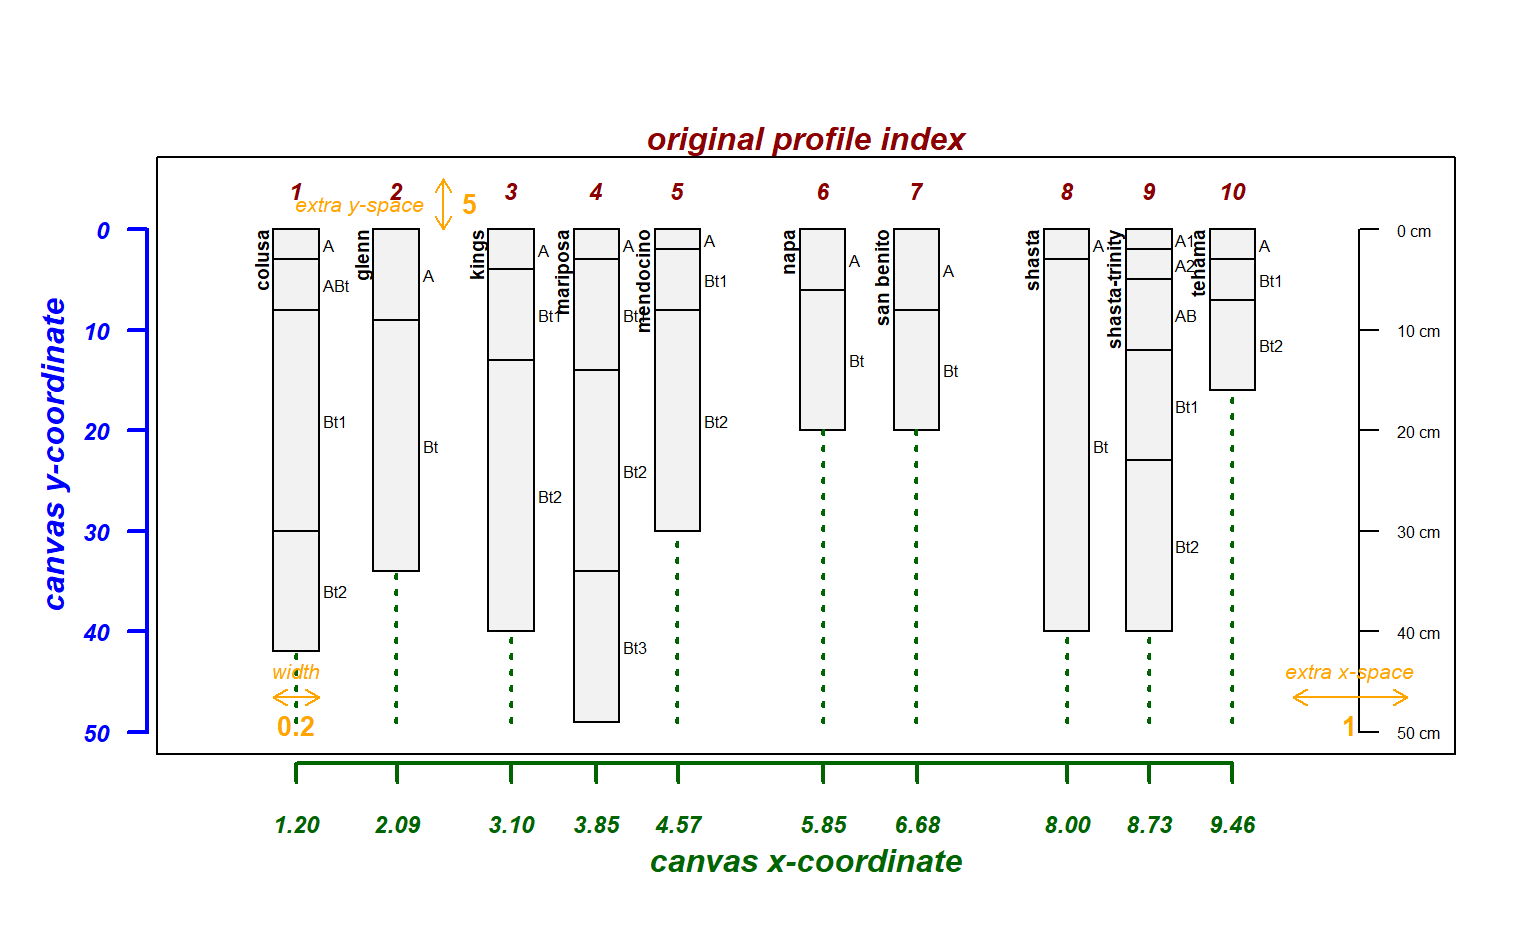 original profile index
1 2 3 4 5 6 7 8 9 10
extra y-space 5
canvas y-coordinate
0
10
20
30
40
50
colusa
A
ABt
Bt1
Bt2
glenn
A
Bt
kings
A
Bt1
Bt2
mariposa
A
Bt1
Bt2
Bt3
mendocino
A
Bt1
Bt2
napa
A
Bt
san benito
A
Bt
shasta
A
Bt
shasta-trinity
A1
A2
AB
Bt1
Bt2
tehama
A
Bt1
Bt2
0 cm
10 cm
20 cm
30 cm
40 cm
50 cm
width
0.2
extra x-space
1
1.20 2.09 3.10 3.85 4.57 5.85 6.68 8.00 8.73 9.46
canvas x-coordinate